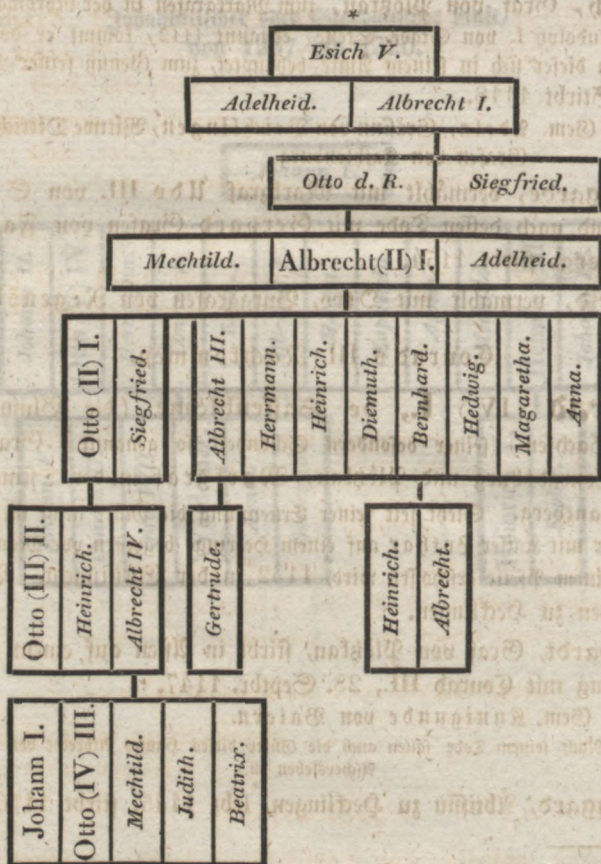 *
Esich V.
Adelheid. Albrecht I.
Otto d. R. Siegfried.
Mechtild. Albrecht (II) I. Adelheid.
Otto (II) I.
Siegfried.
Albrecht III.
Herrmann.
Heinrich.
Diemuth.
Bernhard.
Hedwig.
Magaretha.
Anna.
Otto (III) II.
Heinrich.
Albrecht IV.
Gertrude.
Heinrich.
Albrecht.
Johann I.
Otto (IV) III.
Mechtild.
Judith.
Beatrix.